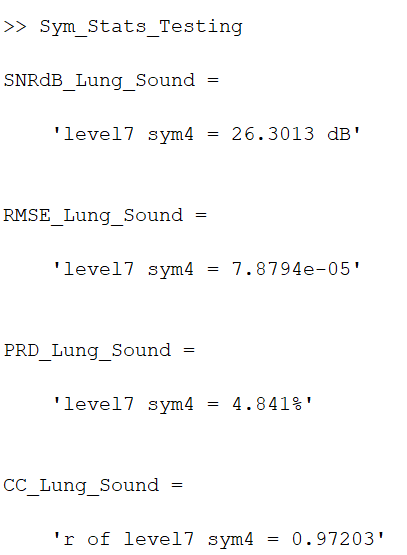 >> Sym_Stats_Testing
SNRdB_Lung_Sound =
'level7 sym4 = 26.3013 dB'
RMSE_Lung_Sound =
'level7 sym4 = 7.8794e-05'
PRD_Lung_Sound =
'level7 sym4 = 4.841%'
CC_Lung_Sound =
'r of level7 sym4 = 0.97203'